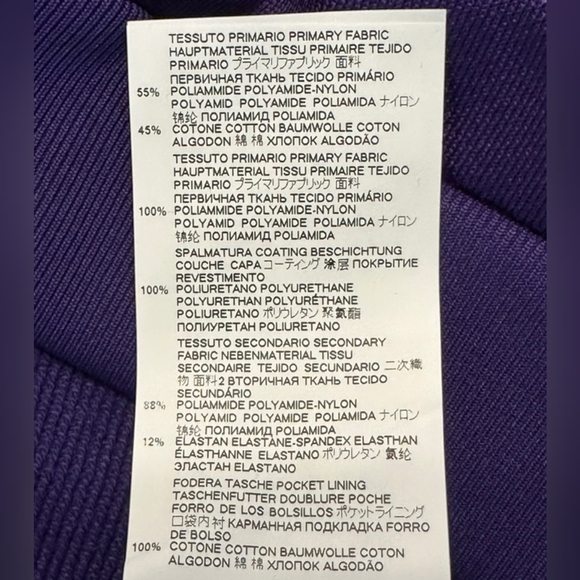 TESSUTO PRIMARIO PRIMARY FABRIC
HAUPTMATERIAL TISSU PRIMAIRE TEJIDO
PRIMARIO プライマリファブリック 面料
ПЕРВИЧНАЯ ТКАНЬ TECIDO PRIMÁRIO
55% POLIAMMIDE POLYAMIDE-NYLON
POLYAMID POLYAMIDE POLIAMIDA ナイロン
锦纶 ПОЛИАМИД POLIAMIDA
45% COTONE COTTON BAUMWOLLE COTON
ALGODON 綿 棉 ХЛОПОК ALGODÃO
TESSUTO PRIMARIO PRIMARY FABRIC
HAUPTMATERIAL TISSU PRIMAIRE TEJIDO
PRIMARIO プライマリファブリック 面料
ПЕРВИЧНАЯ ТКАНЬ TECIDO PRIMÁRIO
100% POLIAMMIDE POLYAMIDE-NYLON
POLYAMID POLYAMIDE POLIAMIDA ナイロン
锦纶 ПОЛИАМИД POLIAMIDA
SPALMATURA COATING BESCHICHTUNG
COUCHE CAPA コーティング 涂层 ПОКРЫТИЕ
REVESTIMENTO
100% POLIURETANO POLYURETHANE
POLYURETHAN POLYURÉTHANE
POLIURETANO ポリウレタン 聚氨酯
ПОЛИУРЕТАН POLIURETANO
TESSUTO SECONDARIO SECONDARY
FABRIC NEBENMATERIAL TISSU
SECONDAIRE TEJIDO SECUNDARIO 二次織
物 面料2 ВТОРИЧНАЯ ТКАНЬ TECIDO
SECUNDÁRIO
88% POLIAMMIDE POLYAMIDE-NYLON
POLYAMID POLYAMIDE POLIAMIDA ナイロン
锦纶 ПОЛИАМИД POLIAMIDA
12% ELASTAN ELASTANE-SPANDEX ELASTHAN
ÉLASTHANNE ELASTANO ポリウレタン 氨纶
ЭЛАСТАН ELASTANO
FODERA TASCHE POCKET LINING
TASCHENFUTTER DOUBLURE POCHE
FORRO DE LOS BOLSILLOS ポケットライニング
口袋内衬 КАРМАННАЯ ПОДКЛАДКА FORRO
DE BOLSO
100% COTONE COTTON BAUMWOLLE COTON
ALGODON 綿 棉 ХЛОПОК ALGODÃO